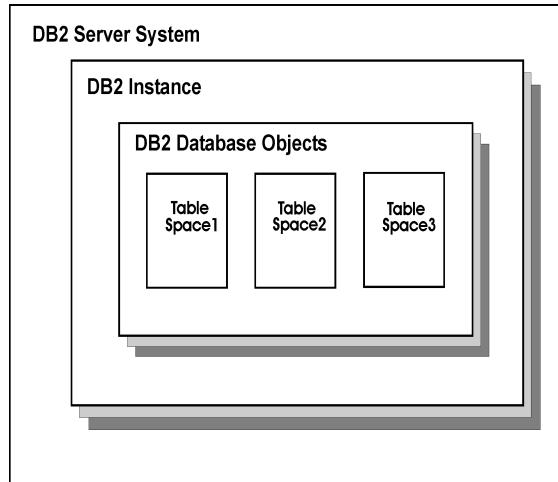 DB2 Server System
DB2 Instance
DB2 Database Objects
Table
Space1
Table
Space2
Table
Space3